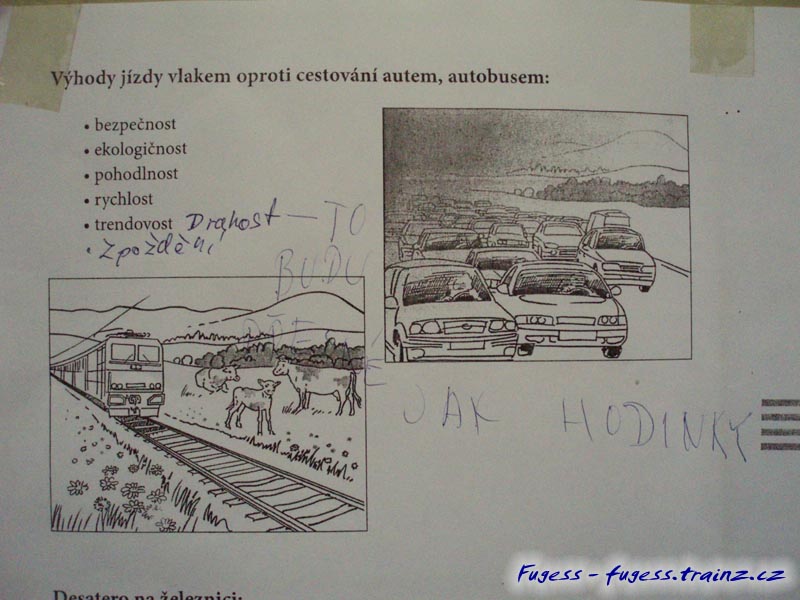 Výhody jízdy vlakem oproti cestování autem, autobusem:
• bezpečnost
• ekologičnost
• pohodlnost
• rychlost
• trendovost Drahost — TO
• Zpoždění
BUDU
JAK HODINKY
Desatero na železnici:
Fugess - fugess.trainz.cz